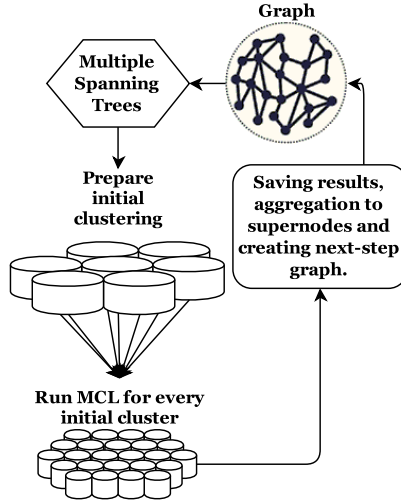 Graph
Multiple
Spanning
Trees
Prepare
initial
clustering
Saving results,
aggregation to
supernodes and
creating next-step
graph.
Run MCL for every
initial cluster